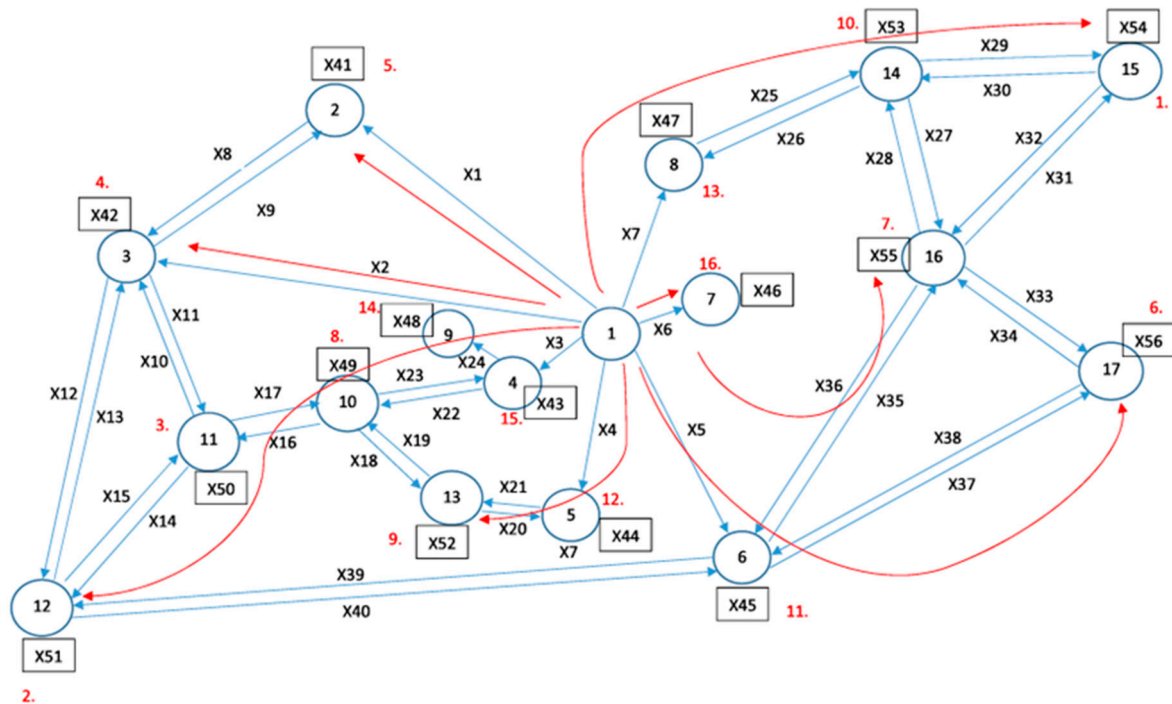 10. X53 X54
X29
X41 5.
14 15
X30
2
X25 1.
X47
X8 X26 X27 X32
X1 8
X28 X31
X9
4. 13.
X42
7.
X7
3 X55 16
X2 16.
X46
7
X11 14. X33
X48 1 X6 6.
9 X3 X34
X10 8. X56
X24
X49 17
X12 X23 4
X17 10 X43 X36
X13 X22 15. X35
3. 11 X16 X19 X4 X5 X38
X18
X15 X50 X21 12. X37
13 5
X14 9. X20 X44
X52 X7
6
X39
12 X40 X45 11.
X51
2.